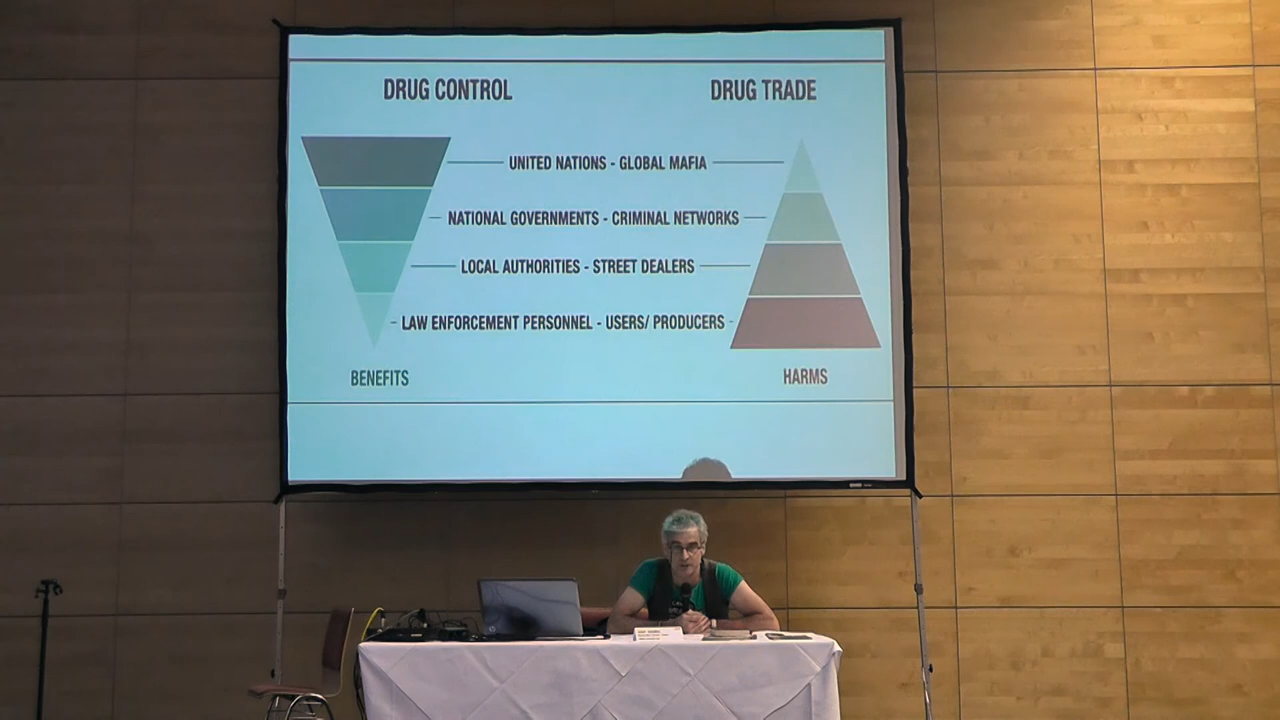 DRUG CONTROL
DRUG TRADE
UNITED NATIONS - GLOBAL MAFIA
NATIONAL GOVERNMENTS - CRIMINAL NETWORKS
LOCAL AUTHORITIES - STREET DEALERS
LAW ENFORCEMENT PERSONNEL - USERS/ PRODUCERS
BENEFITS
HARMS